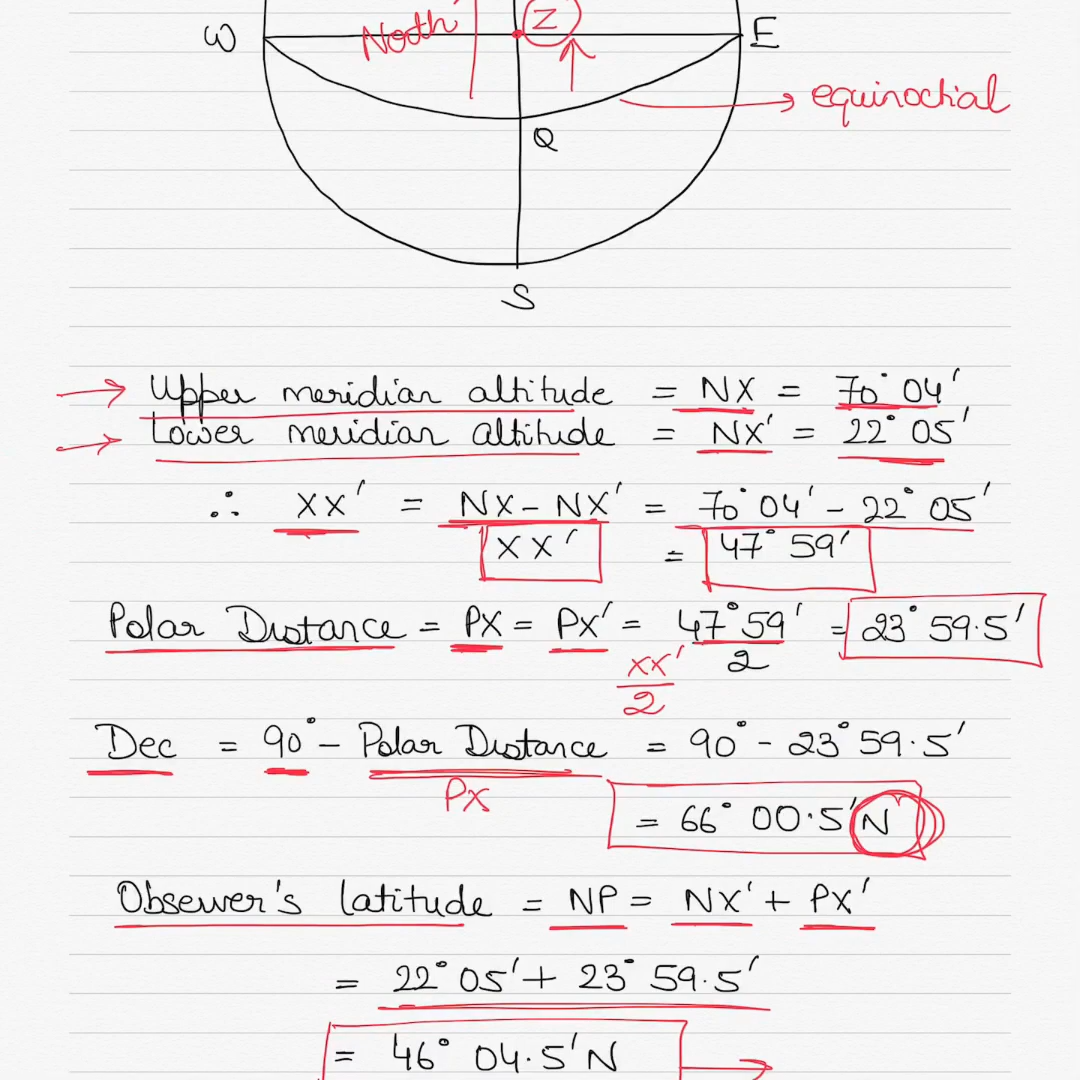 W North Z E
equinoctial
Q
S
Upper meridian altitude = NX = 70° 04'
Lower meridian altitude = NX' = 22° 05'
∴ XX' = NX - NX' = 70° 04' - 22° 05'
XX' = 47° 59'
Polar Distance = PX = PX' = 47° 59' = 23° 59.5'
XX' 2
2
Dec = 90° - Polar Distance = 90° - 23° 59.5'
PX
= 66° 00.5' N
Observer's latitude = NP = NX' + PX'
= 22° 05' + 23° 59.5'
= 46° 04.5' N